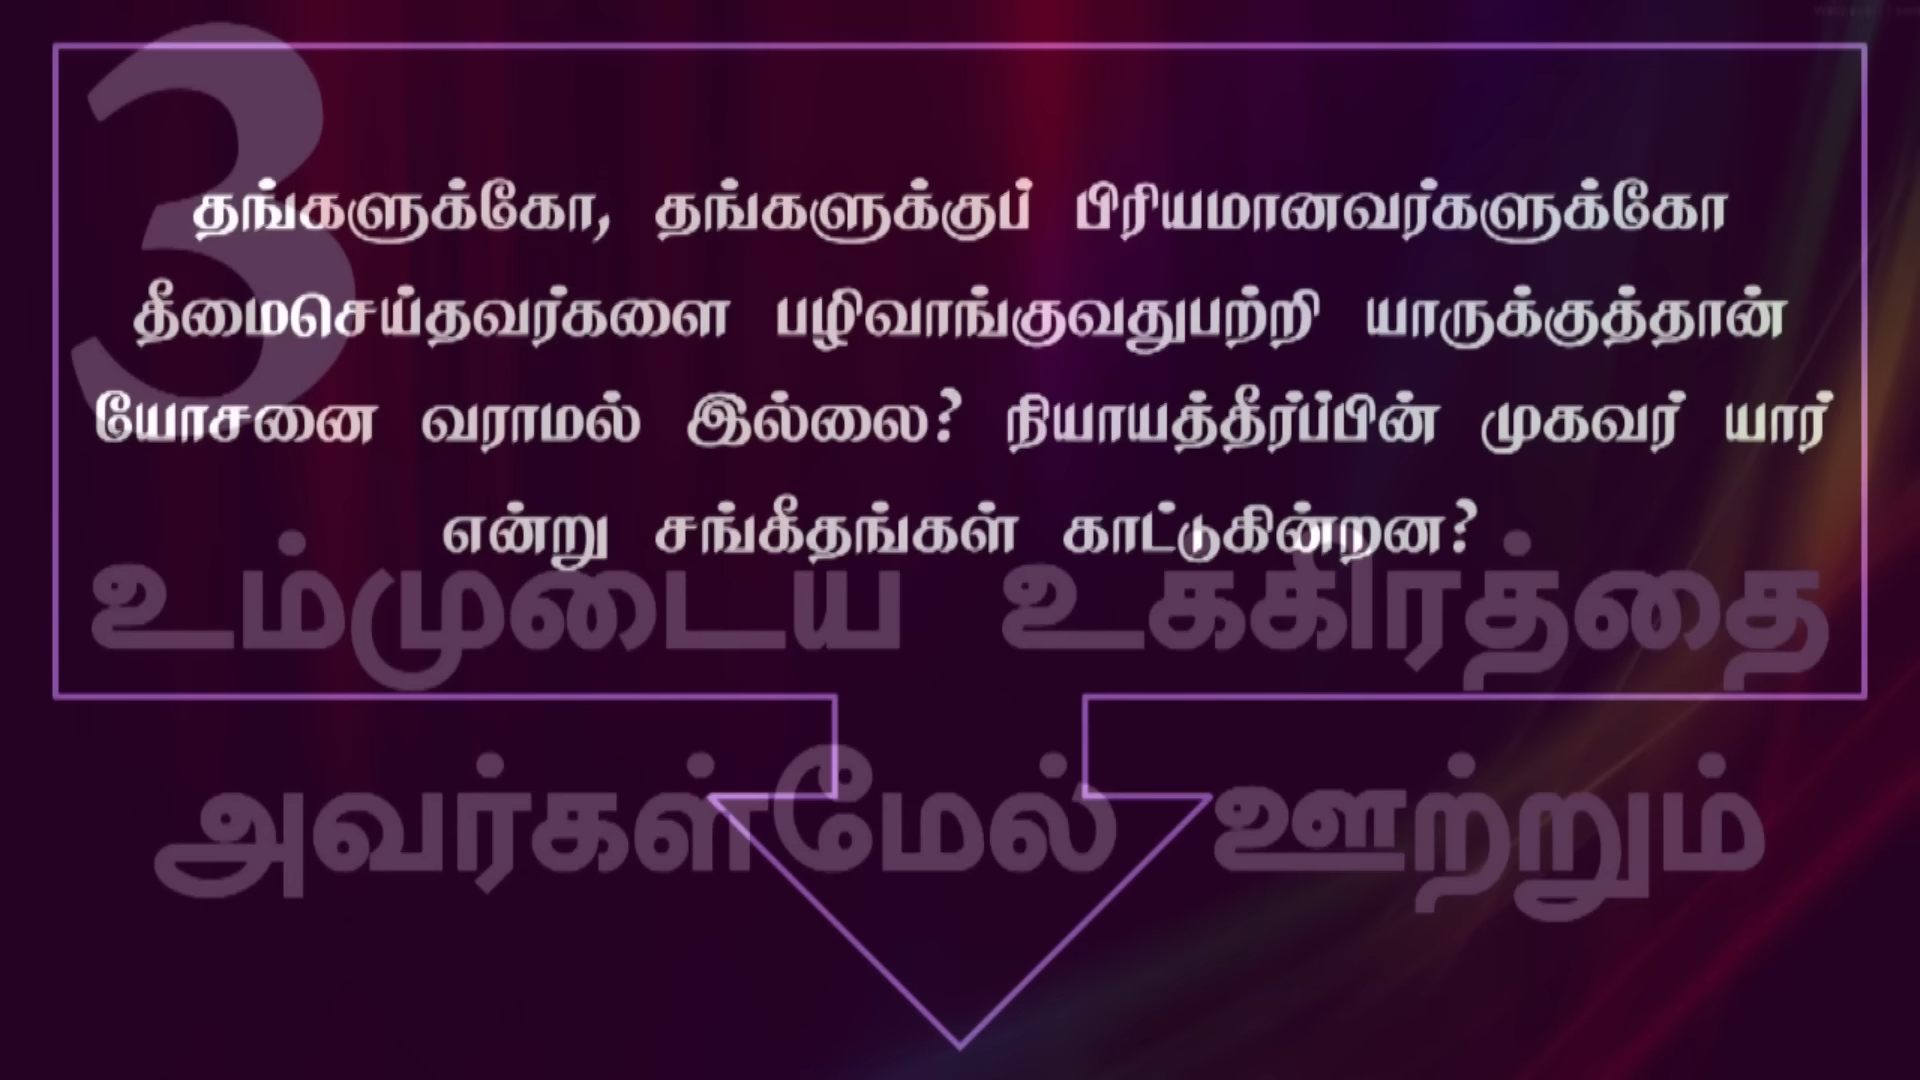 3
தங்களுக்கோ, தங்களுக்குப் பிரியமானவர்களுக்கோ
தீமைசெய்தவர்களை பழிவாங்குவதுபற்றி யாருக்குத்தான்
யோசனை வராமல் இல்லை? நியாயத்தீர்ப்பின் முகவர் யார்
என்று சங்கீதங்கள் காட்டுகின்றன?
உம்முடைய உக்கிரத்தை
அவர்கள்மேல் ஊற்றும்